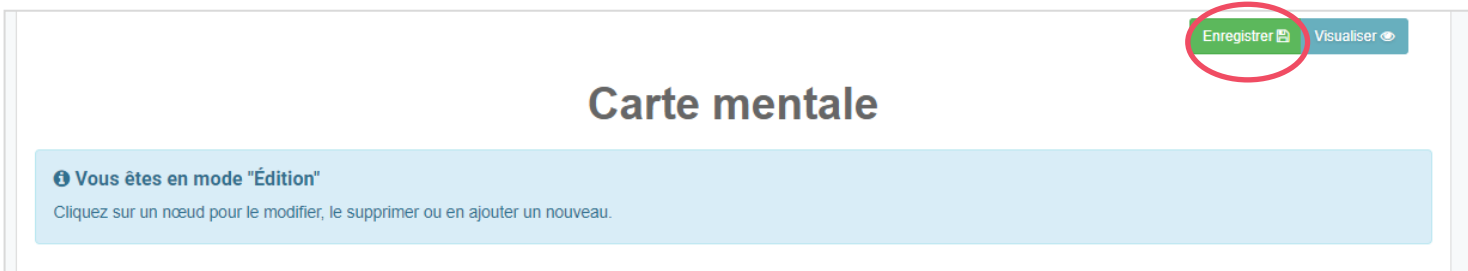 Enregistrer Visualiser
Carte mentale
Vous êtes en mode "Édition"
Cliquez sur un nœud pour le modifier, le supprimer ou en ajouter un nouveau.